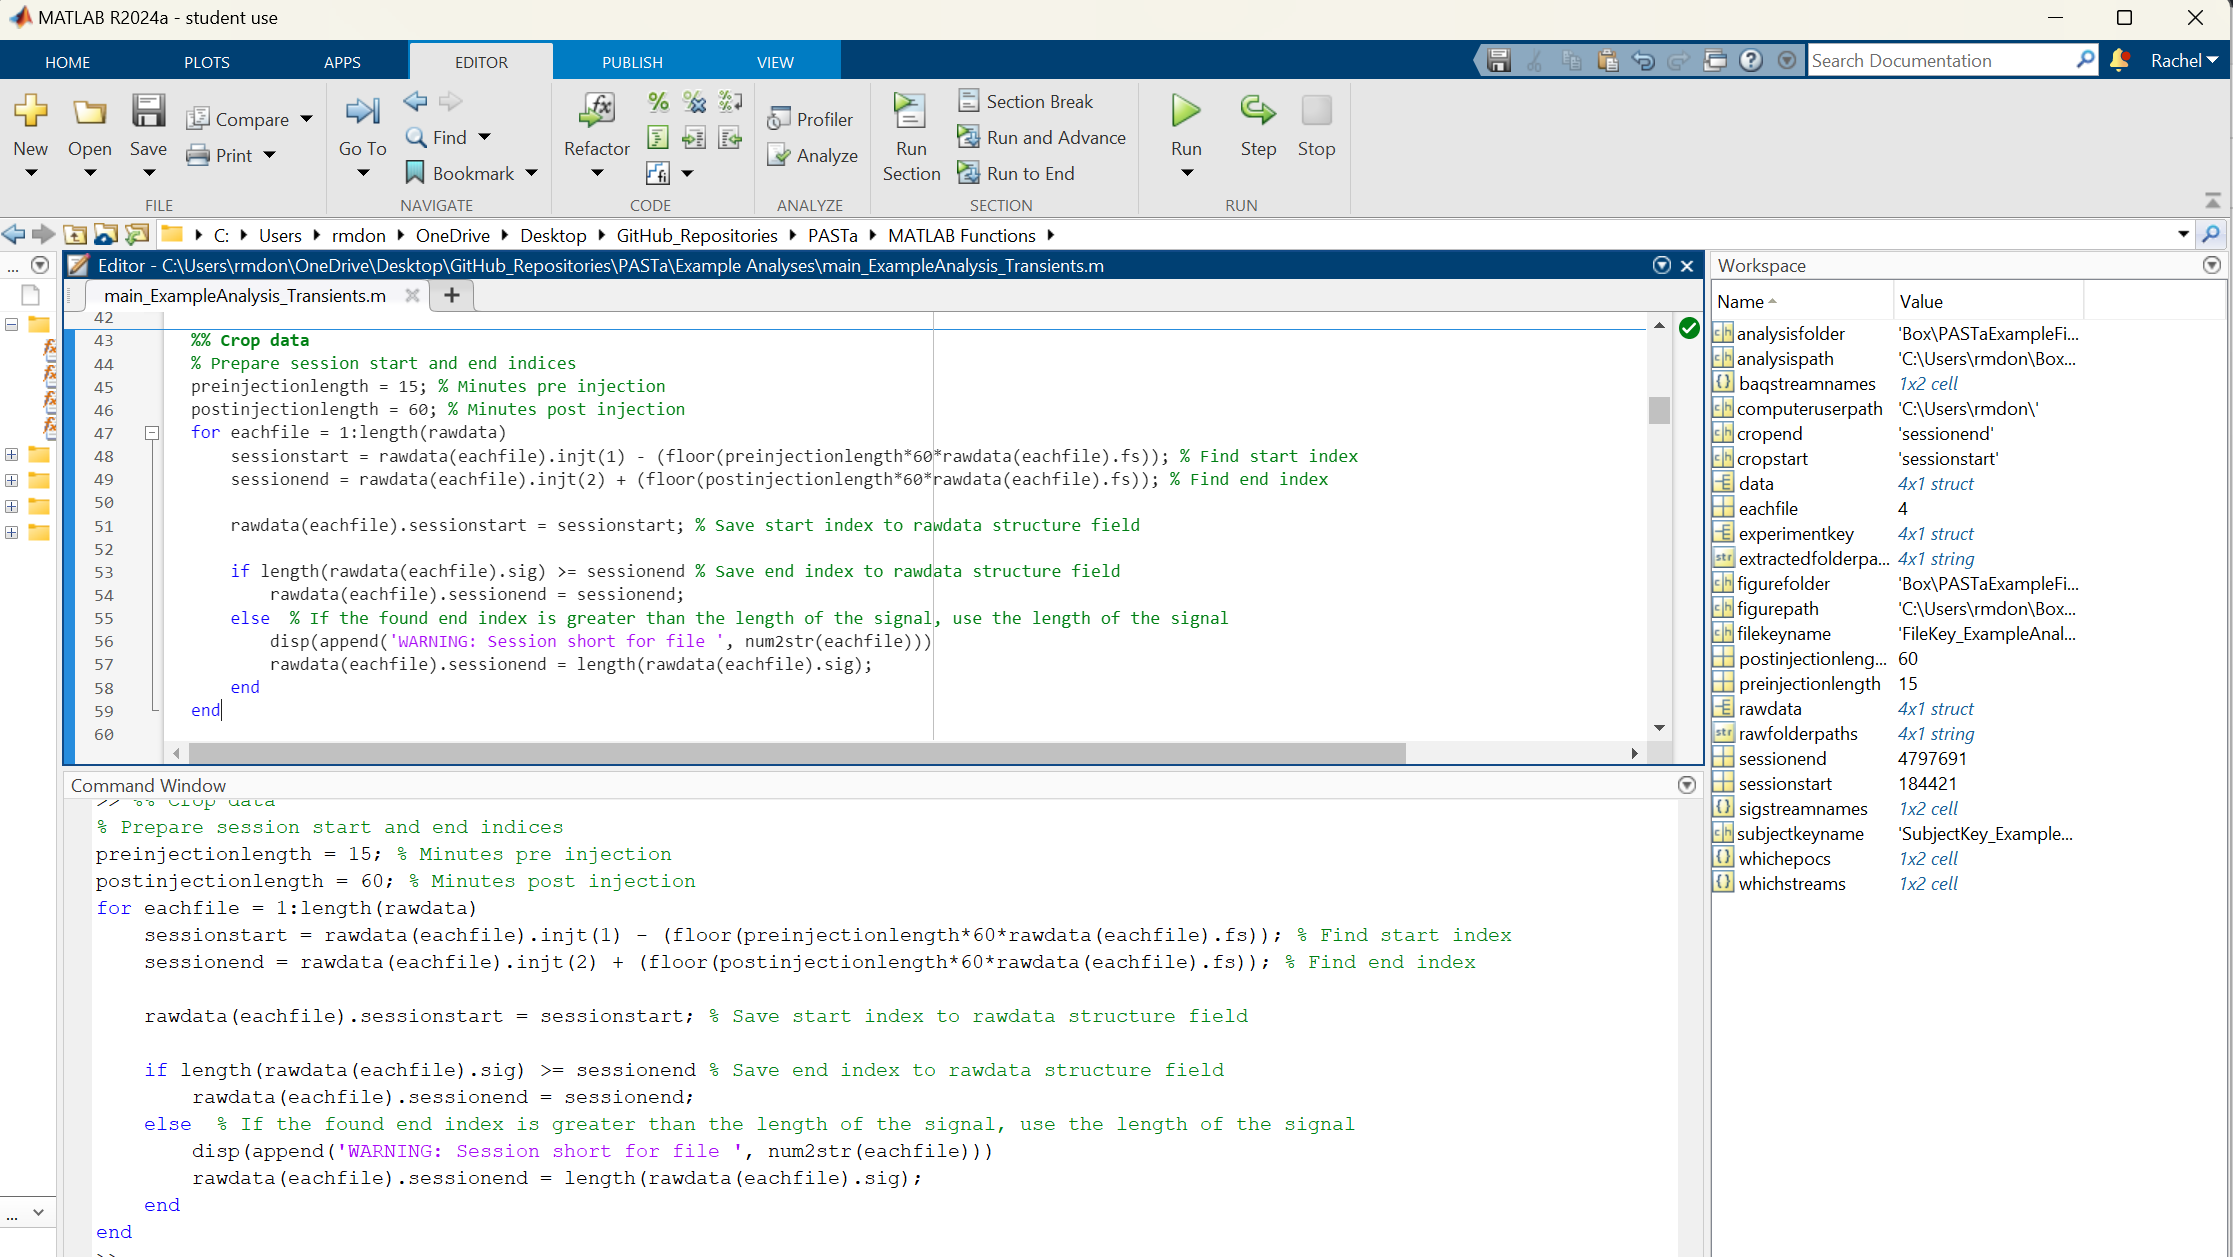 MATLAB R2024a - student use
HOME PLOTS APPS EDITOR PUBLISH VIEW
Search Documentation
Rachel
New
Open
Save
Compare
Print
FILE
Go To
Find
Bookmark
NAVIGATE
Refactor
CODE
Profiler
Analyze
ANALYZE
Run Section
Section Break
Run and Advance
Run to End
SECTION
Run
Step
Stop
RUN
C: Users rmdon OneDrive Desktop GitHub_Repositories PASTa MATLAB Functions
Editor - C:\Users\rmdon\OneDrive\Desktop\GitHub_Repositories\PASTa\Example Analyses\main_ExampleAnalysis_Transients.m
main_ExampleAnalysis_Transients.m
42
43 %% Crop data
44 % Prepare session start and end indices
45 preinjectionlength = 15; % Minutes pre injection
46 postinjectionlength = 60; % Minutes post injection
47 for eachfile = 1:length(rawdata)
48 sessionstart = rawdata(eachfile).injt(1) - (floor(preinjectionlength*60*rawdata(eachfile).fs)); % Find start index
49 sessionend = rawdata(eachfile).injt(2) + (floor(postinjectionlength*60*rawdata(eachfile).fs)); % Find end index
50
51 rawdata(eachfile).sessionstart = sessionstart; % Save start index to rawdata structure field
52
53 if length(rawdata(eachfile).sig) >= sessionend % Save end index to rawdata structure field
54 rawdata(eachfile).sessionend = sessionend;
55 else % If the found end index is greater than the length of the signal, use the length of the signal
56 disp(append('WARNING: Session short for file ', num2str(eachfile)))
57 rawdata(eachfile).sessionend = length(rawdata(eachfile).sig);
58 end
59 end
60
Command Window
>> %% Crop data
% Prepare session start and end indices
preinjectionlength = 15; % Minutes pre injection
postinjectionlength = 60; % Minutes post injection
for eachfile = 1:length(rawdata)
sessionstart = rawdata(eachfile).injt(1) - (floor(preinjectionlength*60*rawdata(eachfile).fs)); % Find start index
sessionend = rawdata(eachfile).injt(2) + (floor(postinjectionlength*60*rawdata(eachfile).fs)); % Find end index
rawdata(eachfile).sessionstart = sessionstart; % Save start index to rawdata structure field
if length(rawdata(eachfile).sig) >= sessionend % Save end index to rawdata structure field
rawdata(eachfile).sessionend = sessionend;
else % If the found end index is greater than the length of the signal, use the length of the signal
disp(append('WARNING: Session short for file ', num2str(eachfile)))
rawdata(eachfile).sessionend = length(rawdata(eachfile).sig);
end
end
>>
Workspace
Name Value
analysisfolder 'Box\PASTaExampleFi...
analysispath 'C:\Users\rmdon\Box...
baqstreamnames 1x2 cell
computeruserpath 'C:\Users\rmdon\'
cropend 'sessionend'
cropstart 'sessionstart'
data 4x1 struct
eachfile 4
experimentkey 4x1 struct
extractedfolderpa... 4x1 string
figurefolder 'Box\PASTaExampleFi...
figurepath 'C:\Users\rmdon\Box...
filekeyname 'FileKey_ExampleAnal...
postinjectionleng... 60
preinjectionlength 15
rawdata 4x1 struct
rawfolderpaths 4x1 string
sessionend 4797691
sessionstart 184421
sigstreamnames 1x2 cell
subjectkeyname 'SubjectKey_Example...
whichepocs 1x2 cell
whichstreams 1x2 cell